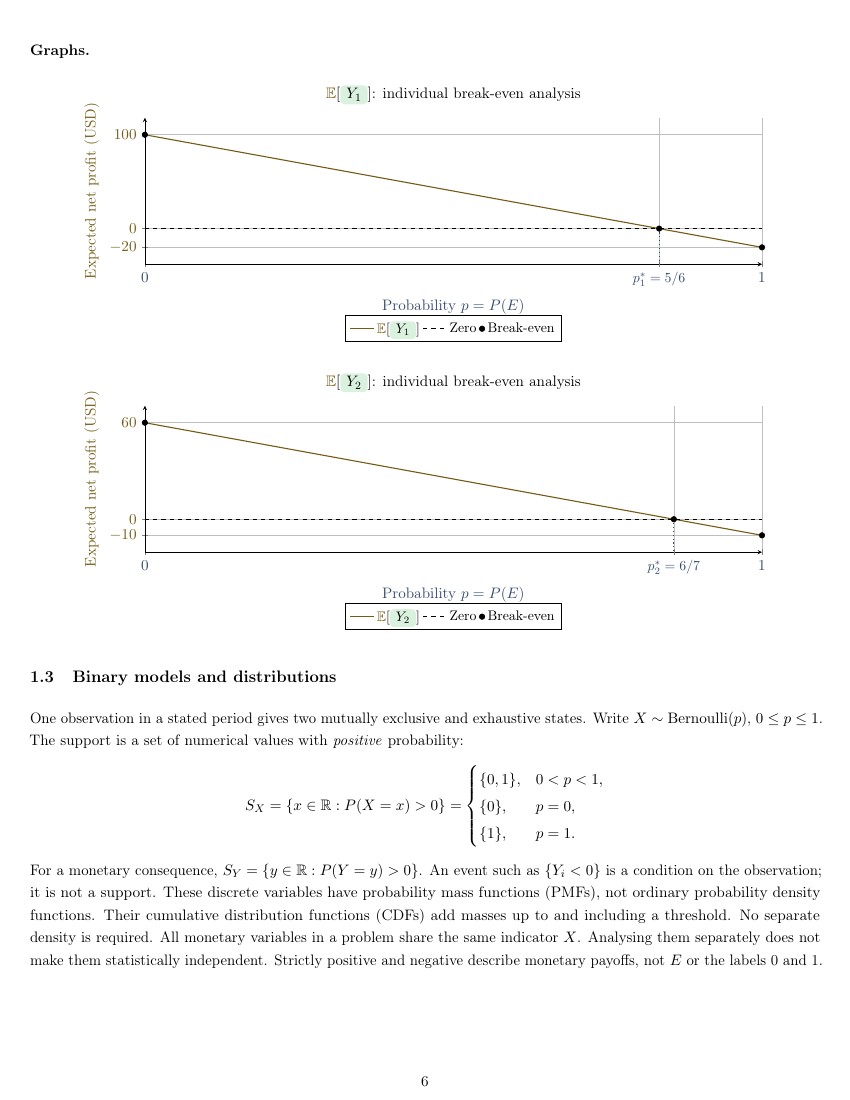 Graphs.
𝔼[ Y₁ ]: individual break-even analysis
Expected net profit (USD)
100
0
−20
0
p₁* = 5/6
1
Probability p = P(E)
𝔼[ Y₁ ] Zero Break-even
𝔼[ Y₂ ]: individual break-even analysis
Expected net profit (USD)
60
0
−10
0
p₂* = 6/7
1
Probability p = P(E)
𝔼[ Y₂ ] Zero Break-even
1.3 Binary models and distributions
One observation in a stated period gives two mutually exclusive and exhaustive states. Write X ∼ Bernoulli(p), 0 ≤ p ≤ 1.
The support is a set of numerical values with positive probability:
{0, 1}, 0 < p < 1,
S_X = {x ∈ ℝ : P(X = x) > 0} = { {0}, p = 0,
{1}, p = 1.
For a monetary consequence, S_Y = {y ∈ ℝ : P(Y = y) > 0}. An event such as {Y_i < 0} is a condition on the observation;
it is not a support. These discrete variables have probability mass functions (PMFs), not ordinary probability density
functions. Their cumulative distribution functions (CDFs) add masses up to and including a threshold. No separate
density is required. All monetary variables in a problem share the same indicator X. Analysing them separately does not
make them statistically independent. Strictly positive and negative describe monetary payoffs, not E or the labels 0 and 1.
6